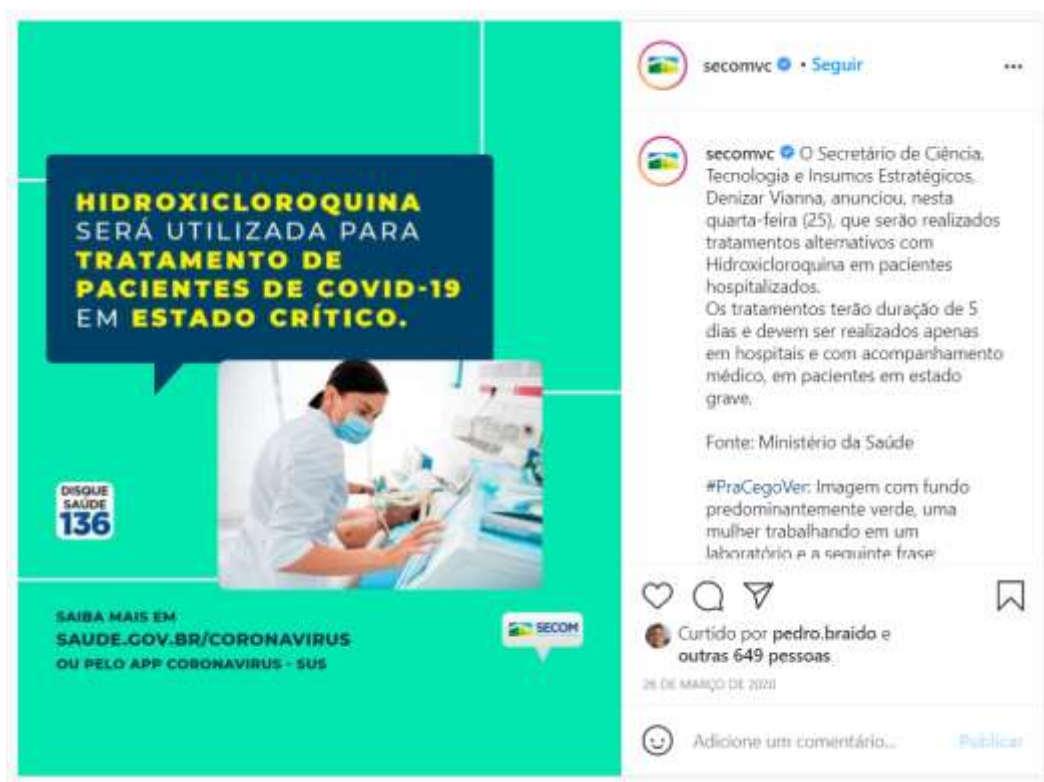 HIDROXICLOROQUINA
SERÁ UTILIZADA PARA
TRATAMENTO DE
PACIENTES DE COVID-19
EM ESTADO CRÍTICO.
DISQUE
SAÚDE
136
SAIBA MAIS EM
SAUDE.GOV.BR/CORONAVIRUS
OU PELO APP CORONAVIRUS - SUS
SECOM
secomvc • Seguir
secomvc O Secretário de Ciência,
Tecnologia e Insumos Estratégicos,
Denizar Vianna, anunciou, nesta
quarta-feira (25), que serão realizados
tratamentos alternativos com
Hidroxicloroquina em pacientes
hospitalizados.
Os tratamentos terão duração de 5
dias e devem ser realizados apenas
em hospitais e com acompanhamento
médico, em pacientes em estado
grave.
Fonte: Ministério da Saúde
#PraCegoVer: Imagem com fundo
predominantemente verde, uma
mulher trabalhando em um
laboratório e a seguinte frase:
Curtido por pedro.braido e
outras 649 pessoas
26 DE MARÇO DE 2020
Adicione um comentário... Publicar